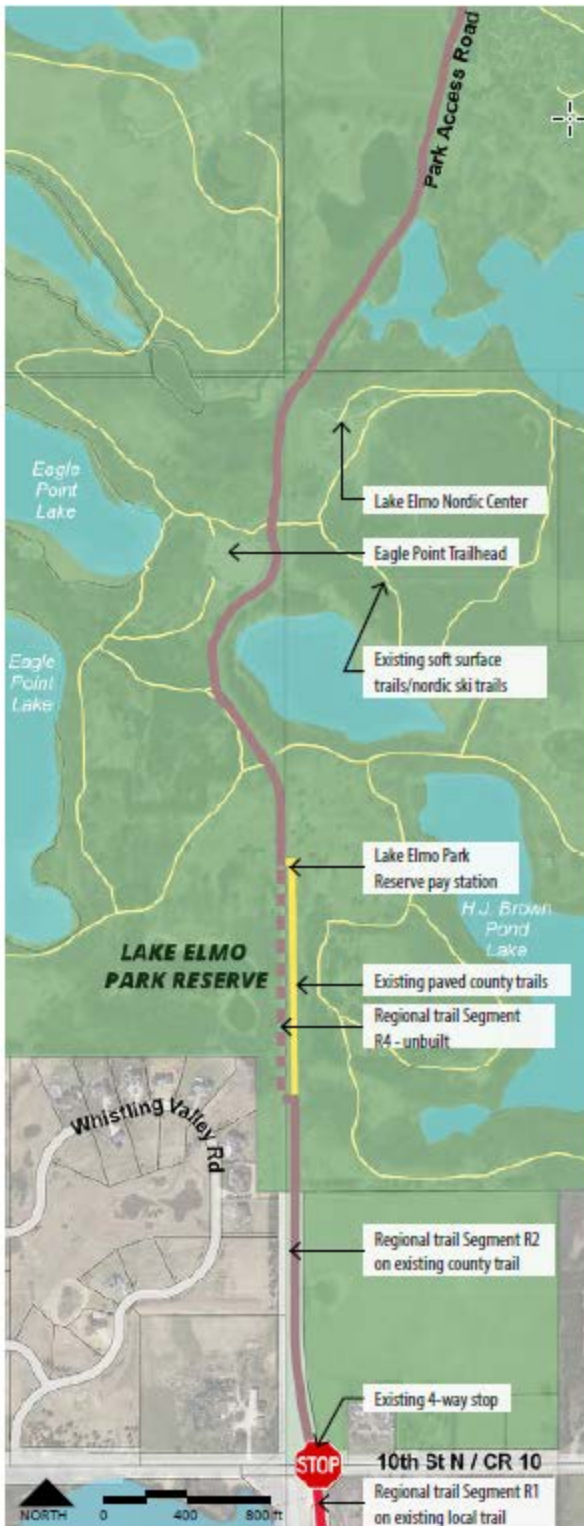 Park Access Road
Eagle
Point
Lake
Lake Elmo Nordic Center
Eagle Point Trailhead
Eagle
Point
Lake
Existing soft surface
trails/nordic ski trails
Lake Elmo Park
Reserve pay station
H.J. Brown
Pond
Lake
LAKE ELMO
PARK RESERVE
Existing paved county trails
Regional trail Segment
R4 - unbuilt
Whistling Valley Rd
Regional trail Segment R2
on existing county trail
Existing 4-way stop
STOP
10th St N / CR 10
Regional trail Segment R1
on existing local trail
NORTH
0 400 800 ft